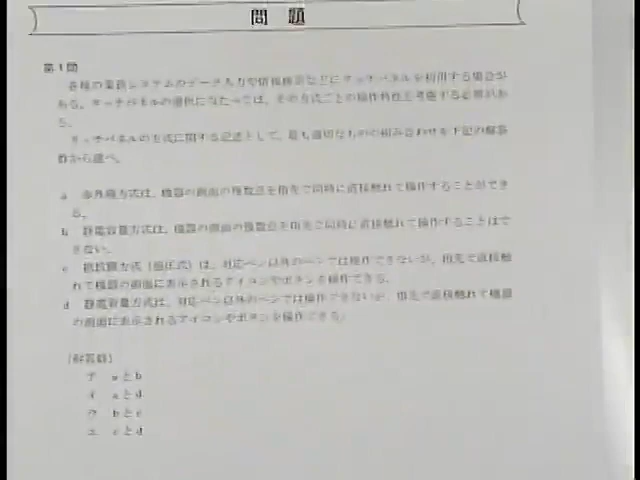 問題
第1問
各種の業務システムのデータ入力や情報検索などにタッチパネルを利用する場合が
ある。タッチパネルの選択に当たっては、その方式ごとの操作特性を考慮する必要があ
る。
タッチパネルの方式に関する記述として、最も適切なものの組み合わせを下記の解答
群から選べ。
a 赤外線方式は、機器の画面の複数点を指先で同時に直接触れて操作することができ
る。
b 静電容量方式は、機器の画面の複数点を指先で同時に直接触れて操作することはで
きない。
c 抵抗膜方式（感圧式）は、対応ペン以外のペンでは操作できないが、指先で直接触
れて機器の画面に表示されるアイコンやボタンを操作できる。
d 静電容量方式は、対応ペン以外のペンでは操作できないが、指先で直接触れて機器
の画面に表示されるアイコンやボタンを操作できる。
〔解答群〕
ア aとb
イ aとd
ウ bとc
エ cとd